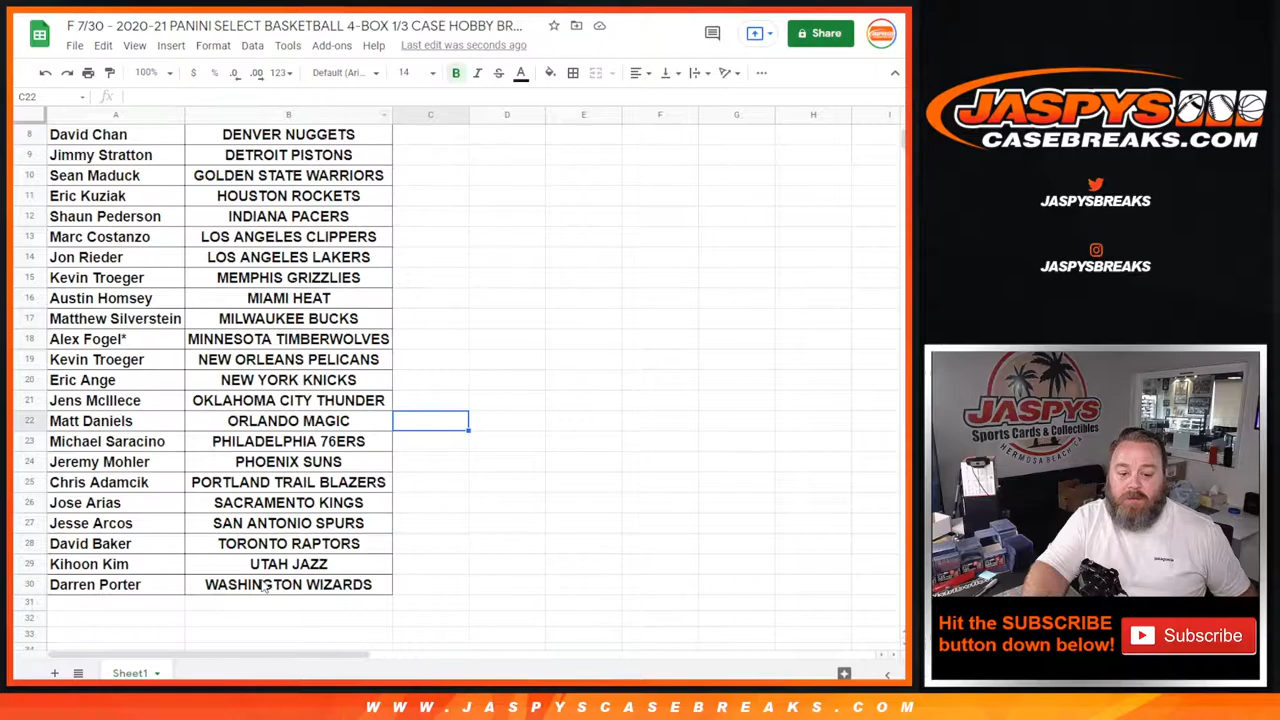 F 7/30 - 2020-21 PANINI SELECT BASKETBALL 4-BOX 1/3 CASE HOBBY BR...
File Edit View Insert Format Data Tools Add-ons Help Last edit was seconds ago
Share
100% $ % .0 .00 123 Default (Ari... 14 B I S A
C22 fx
A B C D E F G H I
8 David Chan DENVER NUGGETS
9 Jimmy Stratton DETROIT PISTONS
10 Sean Maduck GOLDEN STATE WARRIORS
11 Eric Kuziak HOUSTON ROCKETS
12 Shaun Pederson INDIANA PACERS
13 Marc Costanzo LOS ANGELES CLIPPERS
14 Jon Rieder LOS ANGELES LAKERS
15 Kevin Troeger MEMPHIS GRIZZLIES
16 Austin Homsey MIAMI HEAT
17 Matthew Silverstein MILWAUKEE BUCKS
18 Alex Fogel* MINNESOTA TIMBERWOLVES
19 Kevin Troeger NEW ORLEANS PELICANS
20 Eric Ange NEW YORK KNICKS
21 Jens McIllece OKLAHOMA CITY THUNDER
22 Matt Daniels ORLANDO MAGIC
23 Michael Saracino PHILADELPHIA 76ERS
24 Jeremy Mohler PHOENIX SUNS
25 Chris Adamcik PORTLAND TRAIL BLAZERS
26 Jose Arias SACRAMENTO KINGS
27 Jesse Arcos SAN ANTONIO SPURS
28 David Baker TORONTO RAPTORS
29 Kihoon Kim UTAH JAZZ
30 Darren Porter WASHINGTON WIZARDS
31
32
33
Sheet1
JASPYS
CASEBREAKS.COM
JASPYSBREAKS
JASPYSBREAKS
JASPYS
Sports Cards & Collectibles
HERMOSA BEACH, CA
Hit the SUBSCRIBE
button down below!
Subscribe
WWW.JASPYSCASEBREAKS.COM